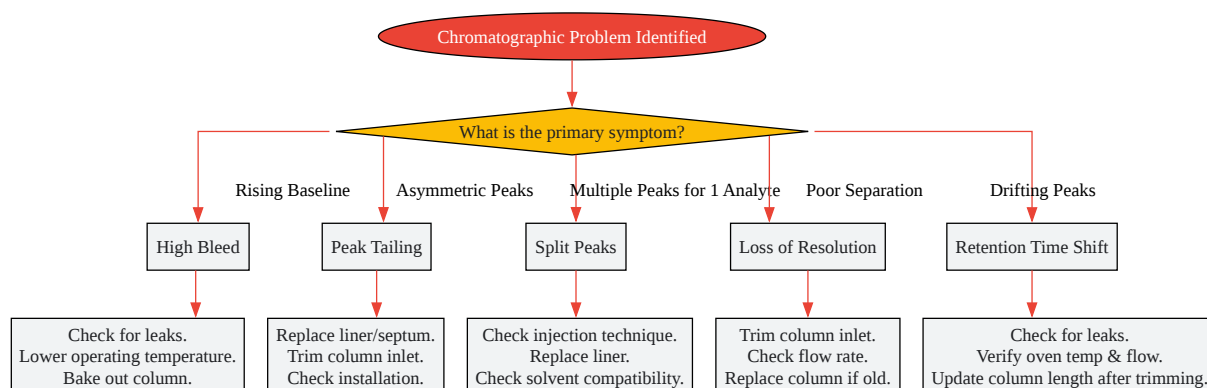 Chromatographic Problem Identified
What is the primary symptom?
Rising Baseline
Asymmetric Peaks
Multiple Peaks for 1 Analyte
Poor Separation
Drifting Peaks
High Bleed
Peak Tailing
Split Peaks
Loss of Resolution
Retention Time Shift
Check for leaks.
Lower operating temperature.
Bake out column.
Replace liner/septum.
Trim column inlet.
Check installation.
Check injection technique.
Replace liner.
Check solvent compatibility.
Trim column inlet.
Check flow rate.
Replace column if old.
Check for leaks.
Verify oven temp & flow.
Update column length after trimming.